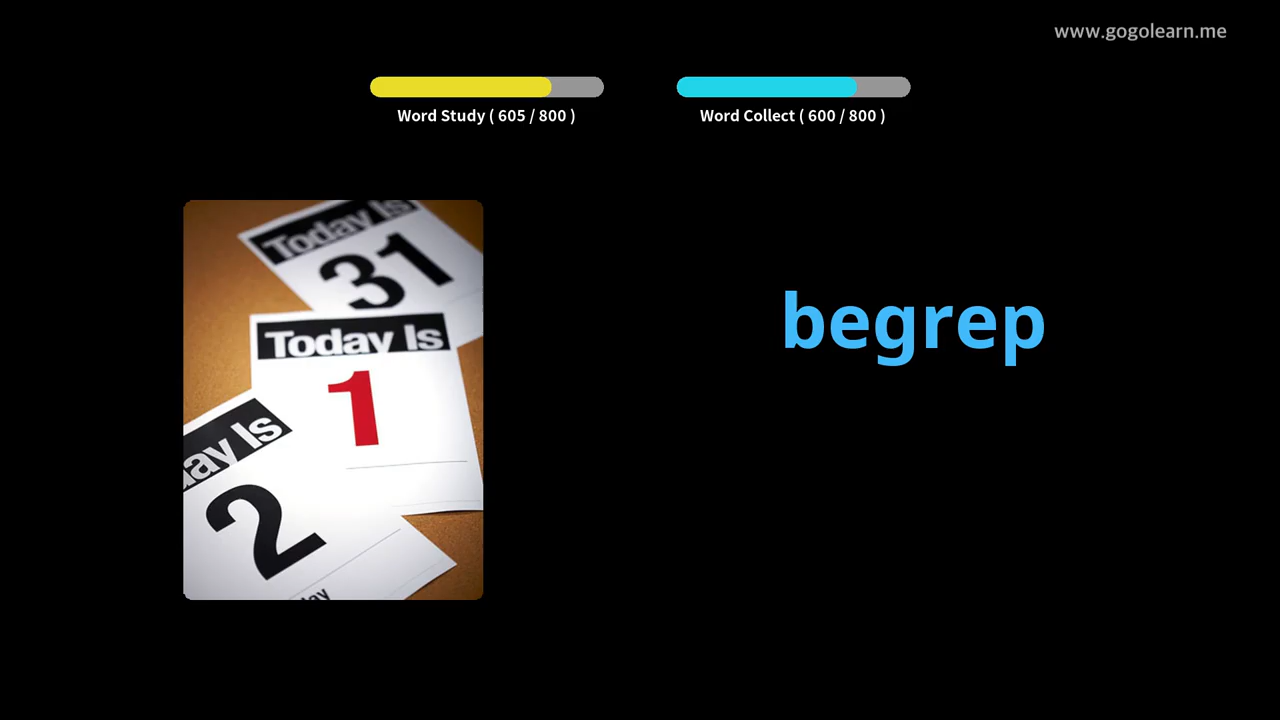 www.gogolearn.me
Word Study ( 605 / 800 )
Word Collect ( 600 / 800 )
Today Is
31
Today Is
1
ay Is
2
begrep